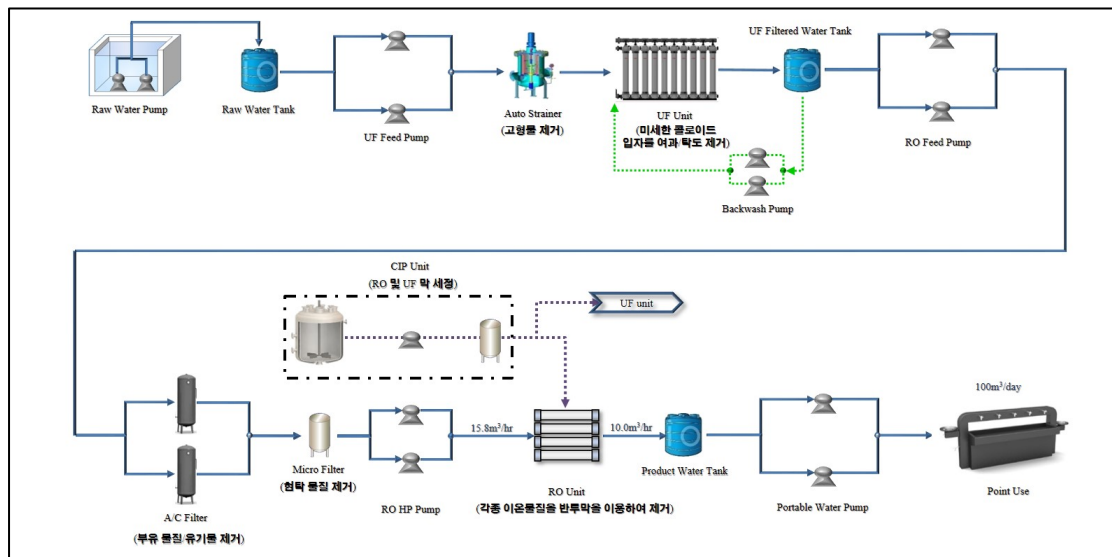 Raw Water Pump
Raw Water Tank
UF Feed Pump
Auto Strainer
(고형물 제거)
UF Unit
(미세한 콜로이드
입자를 여과/탁도 제거)
UF Filtered Water Tank
Backwash Pump
RO Feed Pump
CIP Unit
(RO 및 UF 막 세정)
UF unit
A/C Filter
(부유 물질/유기물 제거)
Micro Filter
(현탁 물질 제거)
RO HP Pump
15.8m³/hr
RO Unit
(각종 이온물질을 반투막을 이용하여 제거)
10.0m³/hr
Product Water Tank
Portable Water Pump
100m³/day
Point Use